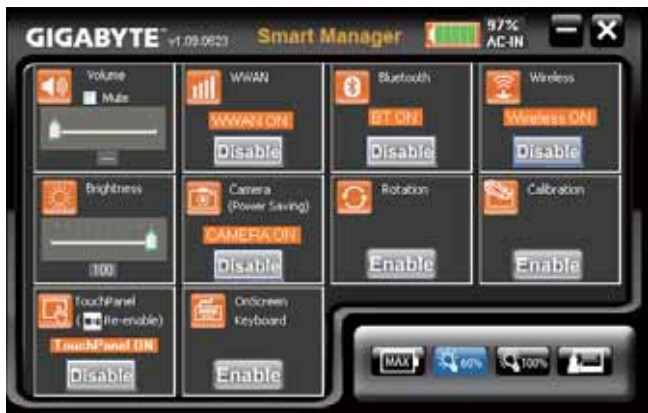 GIGABYTE v1.09.0623 Smart Manager 97% AC-IN
Volume
Mute
WWAN
WWAN ON
Disable
Bluetooth
BT ON
Disable
Wireless
Wireless ON
Disable
Brightness
100
Camera
(Power Saving)
CAMERA ON
Disable
Rotation
Enable
Calibration
Enable
TouchPanel
( Re-enable)
TouchPanel ON
Disable
OnScreen
Keyboard
Enable
MAX 60% 100%